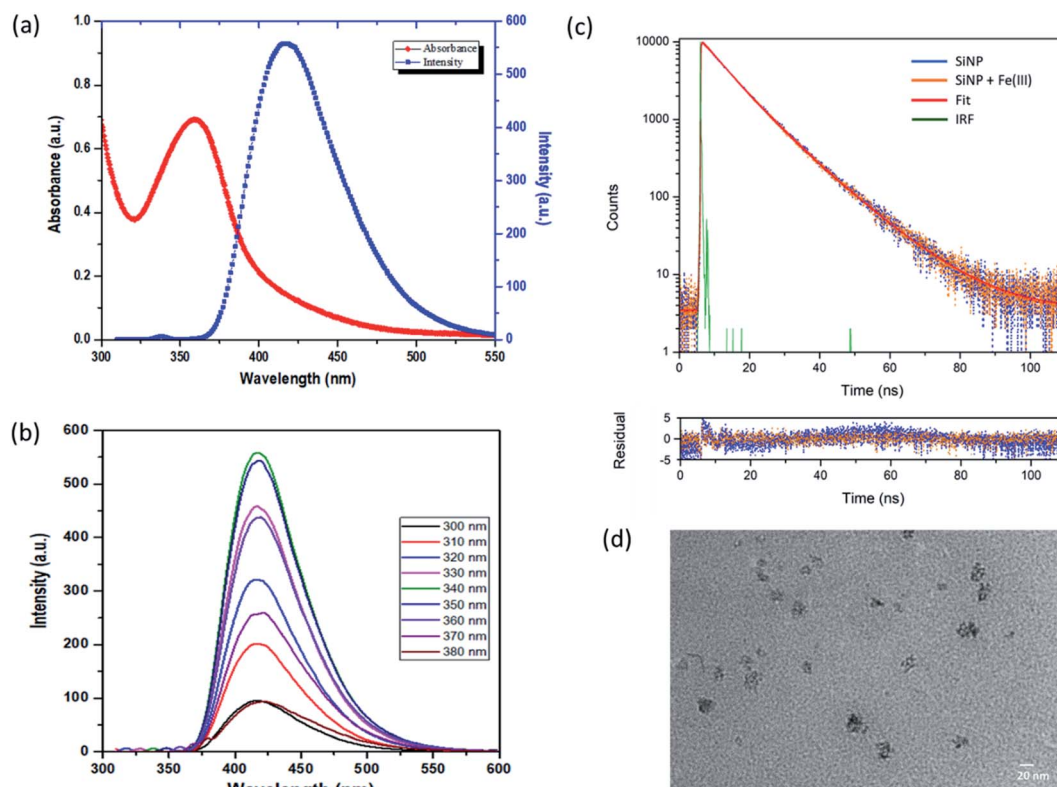 (a)
1.0
0.8
0.6
0.4
0.2
0.0
Absorbance (a.u.)
300
350
400
450
500
550
Wavelength (nm)
600
500
400
300
200
100
0
Intensity (a.u.)
Absorbance
Intensity
(b)
600
500
400
300
200
100
0
Intensity (a.u.)
300
350
400
450
500
550
600
Wavelength (nm)
300 nm
310 nm
320 nm
330 nm
340 nm
350 nm
360 nm
370 nm
380 nm
(c)
10000
1000
100
10
1
Counts
SiNP
SiNP + Fe(III)
Fit
IRF
0
20
40
60
80
100
Time (ns)
5
0
-5
Residual
0
20
40
60
80
100
Time (ns)
(d)
20 nm